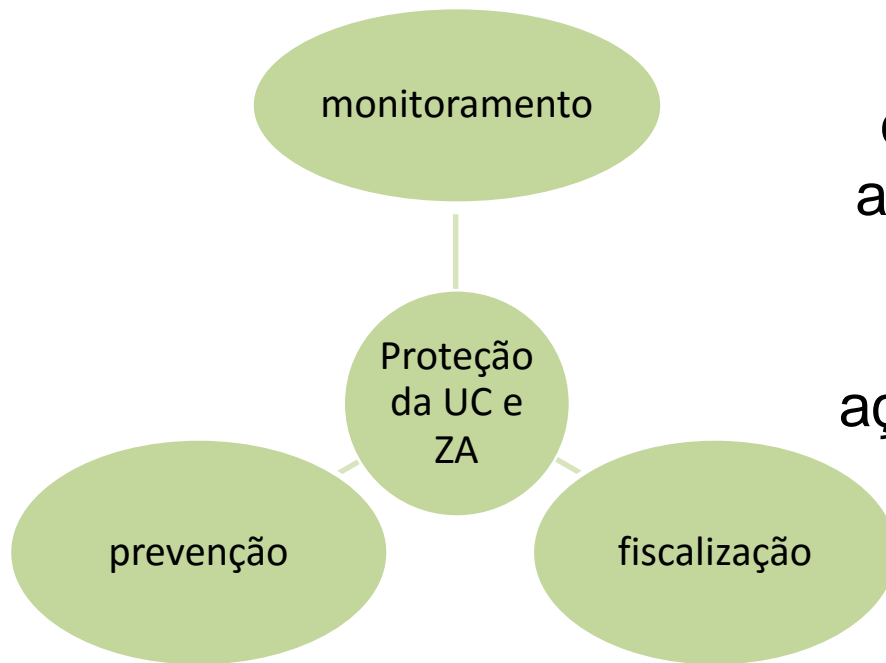 monitoramento
Proteção
da UC e
ZA
prevenção
fiscalização